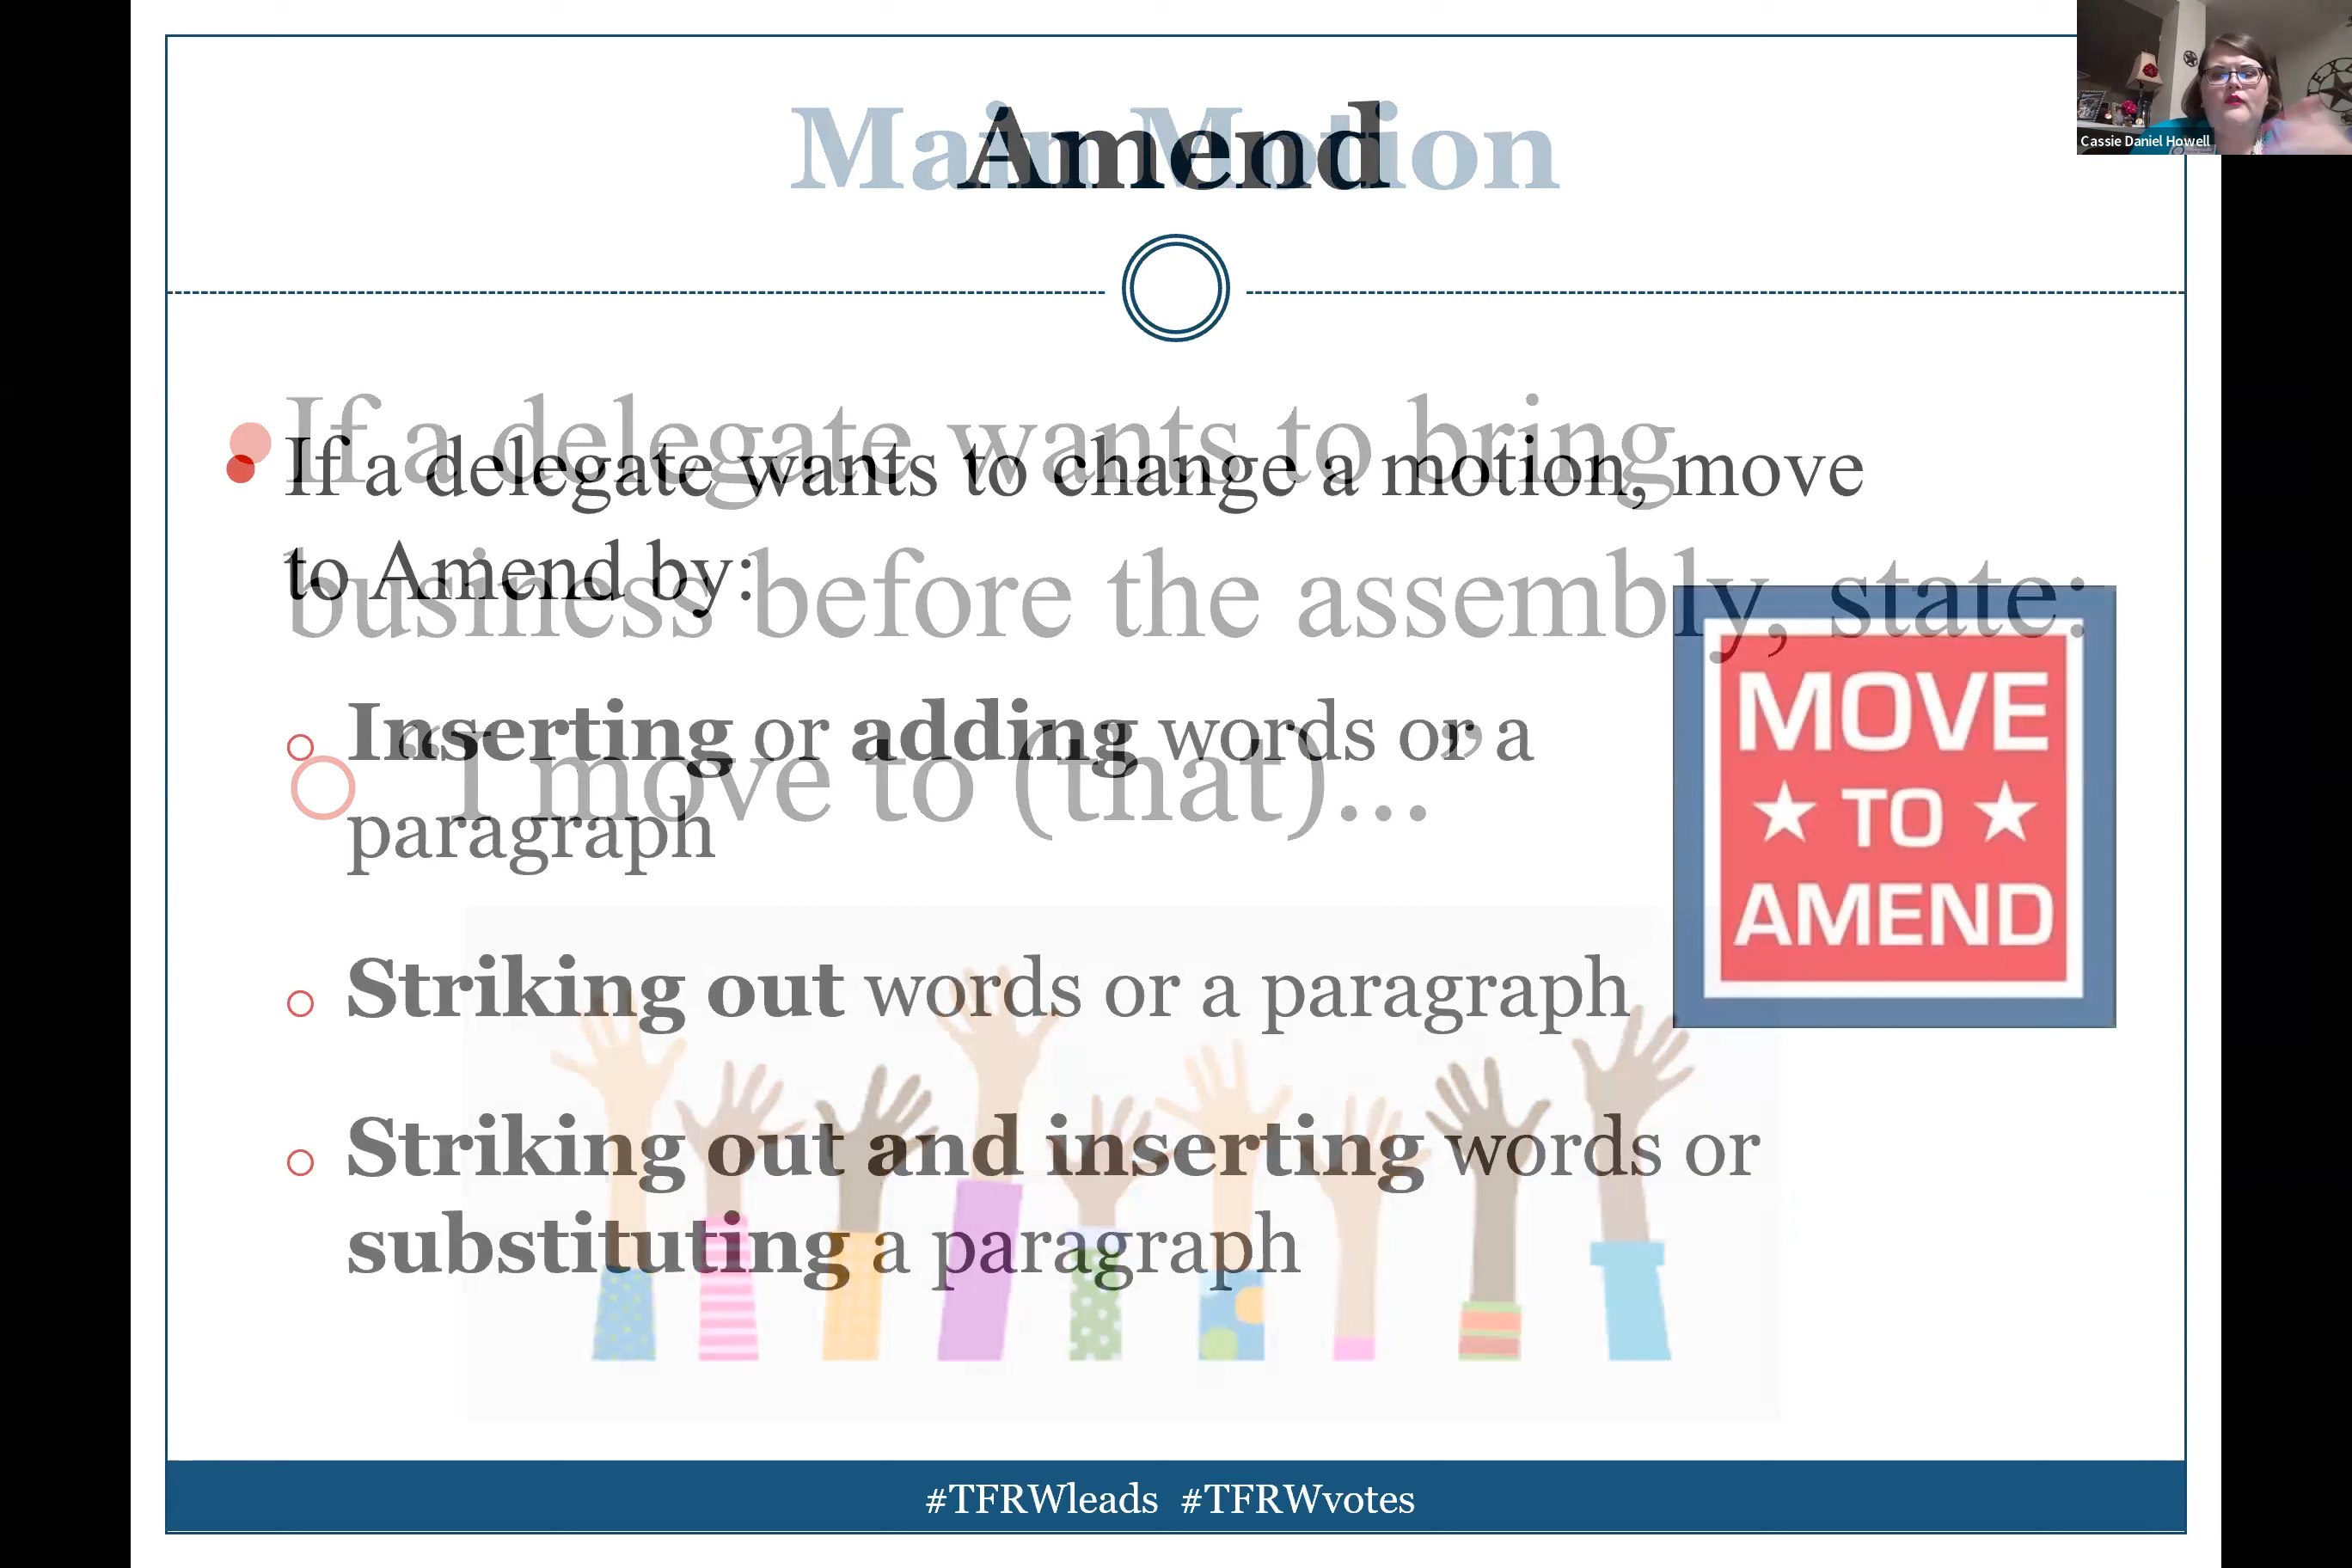 Main Motion
Amend
Cassie Daniel Howell
If a delegate wants to bring
business before the assembly, state:
"I move to (that)..."
If a delegate wants to change a motion, move
to Amend by:
Inserting or adding words or a
paragraph
Striking out words or a paragraph
Striking out and inserting words or
substituting a paragraph
MOVE
TO
AMEND
#TFRWleads #TFRWvotes